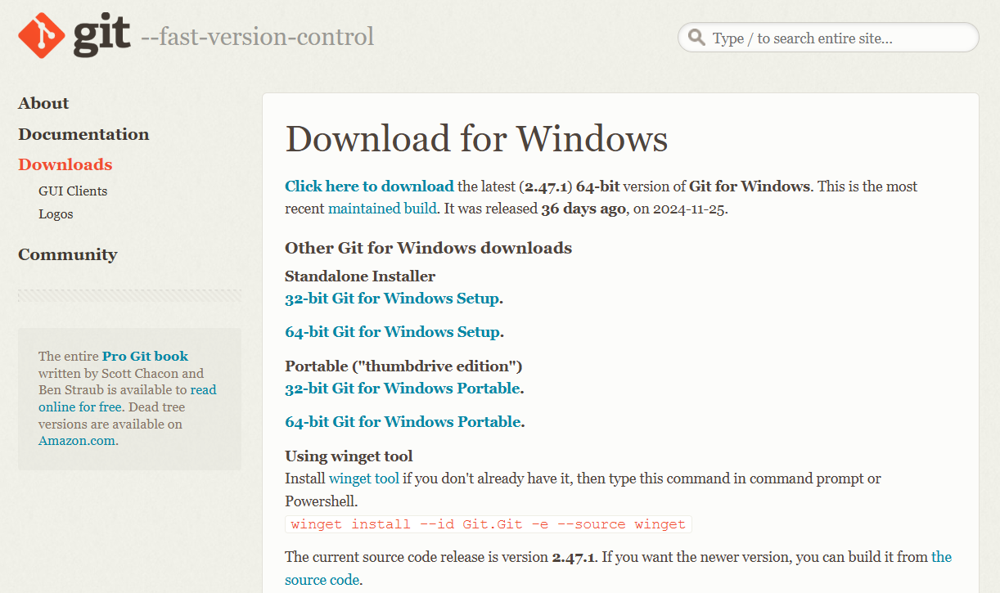 git --fast-version-control
Type / to search entire site...
About
Documentation
Downloads
GUI Clients
Logos
Community
The entire Pro Git book
written by Scott Chacon and
Ben Straub is available to read
online for free. Dead tree
versions are available on
Amazon.com.
Download for Windows
Click here to download the latest (2.47.1) 64-bit version of Git for Windows. This is the most
recent maintained build. It was released 36 days ago, on 2024-11-25.
Other Git for Windows downloads
Standalone Installer
32-bit Git for Windows Setup.
64-bit Git for Windows Setup.
Portable ("thumbdrive edition")
32-bit Git for Windows Portable.
64-bit Git for Windows Portable.
Using winget tool
Install winget tool if you don't already have it, then type this command in command prompt or
Powershell.
winget install --id Git.Git -e --source winget
The current source code release is version 2.47.1. If you want the newer version, you can build it from the
source code.